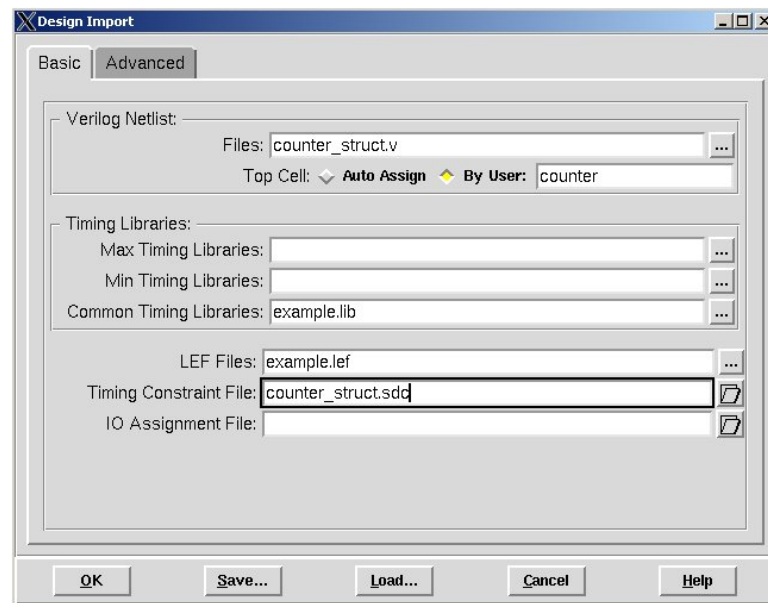 Design Import
Basic Advanced
Verilog Netlist:
Files: counter_struct.v ...
Top Cell: Auto Assign By User: counter
Timing Libraries:
Max Timing Libraries: ...
Min Timing Libraries: ...
Common Timing Libraries: example.lib ...
LEF Files: example.lef ...
Timing Constraint File: counter_struct.sdc
IO Assignment File:
OK Save... Load... Cancel Help